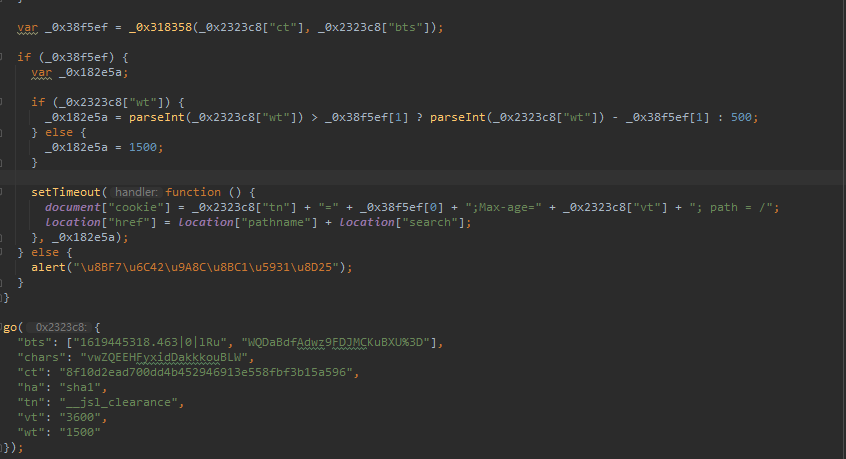 }
var _0x38f5ef = _0x318358(_0x2323c8["ct"], _0x2323c8["bts"]);
if (_0x38f5ef) {
var _0x182e5a;
if (_0x2323c8["wt"]) {
_0x182e5a = parseInt(_0x2323c8["wt"]) > _0x38f5ef[1] ? parseInt(_0x2323c8["wt"]) - _0x38f5ef[1] : 500;
} else {
_0x182e5a = 1500;
}
setTimeout( handler: function () {
document["cookie"] = _0x2323c8["tn"] + "=" + _0x38f5ef[0] + ";Max-age=" + _0x2323c8["vt"] + "; path = /";
location["href"] = location["pathname"] + location["search"];
}, _0x182e5a);
} else {
alert("\u8BF7\u6C42\u9A8C\u8BC1\u5931\u8D25");
}
}
go( 0x2323c8: {
"bts": ["1619445318.463|0|lRu", "WQDaBdfAdwz9FDJMCKuBXU%3D"],
"chars": "vwZQEEHFyxidDakkkouBLW",
"ct": "8f10d2ead700dd4b452946913e558fbf3b15a596",
"ha": "sha1",
"tn": "__jsl_clearance",
"vt": "3600",
"wt": "1500"
});